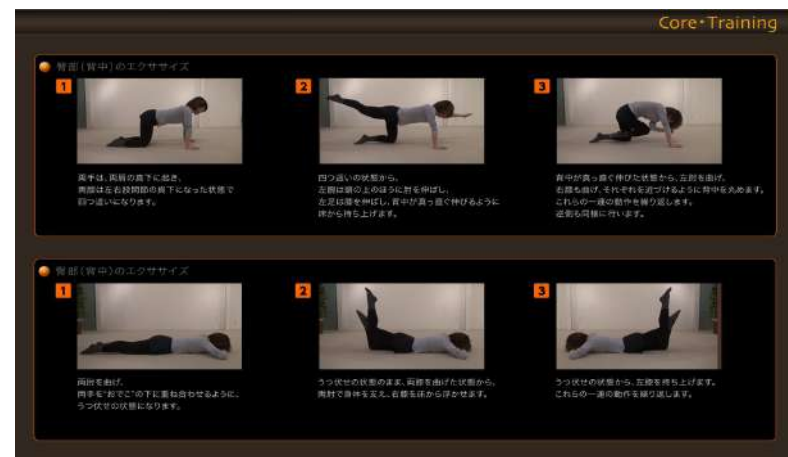 Core・Training
背部(背中)のエクササイズ
1
2
3
両手は、両肩の真下に起き、
両膝は左右股関節の真下になった状態で
四つ這いになります。
四つ這いの状態から、
左腕は頭の上のほうに肘を伸ばし、
左足は膝を伸ばし、背中が真っ直ぐ伸びるように
床から持ち上げます。
背中が真っ直ぐ伸びた状態から、左肘を曲げ、
右膝も曲げ、それぞれを近づけるように背中を丸めます。
これらの一連の動作を繰り返します。
逆側も同様に行います。
臀部(背中)のエクササイズ
1
2
3
両肘を曲げ、
両手を“おでこ”の下に重ね合わせるように、
うつ伏せの状態になります。
うつ伏せの状態のまま、両膝を曲げた状態から、
両肘で身体を支え、右膝を床から浮かせます。
うつ伏せの状態から、左膝を持ち上げます。
これらの一連の動作を繰り返します。